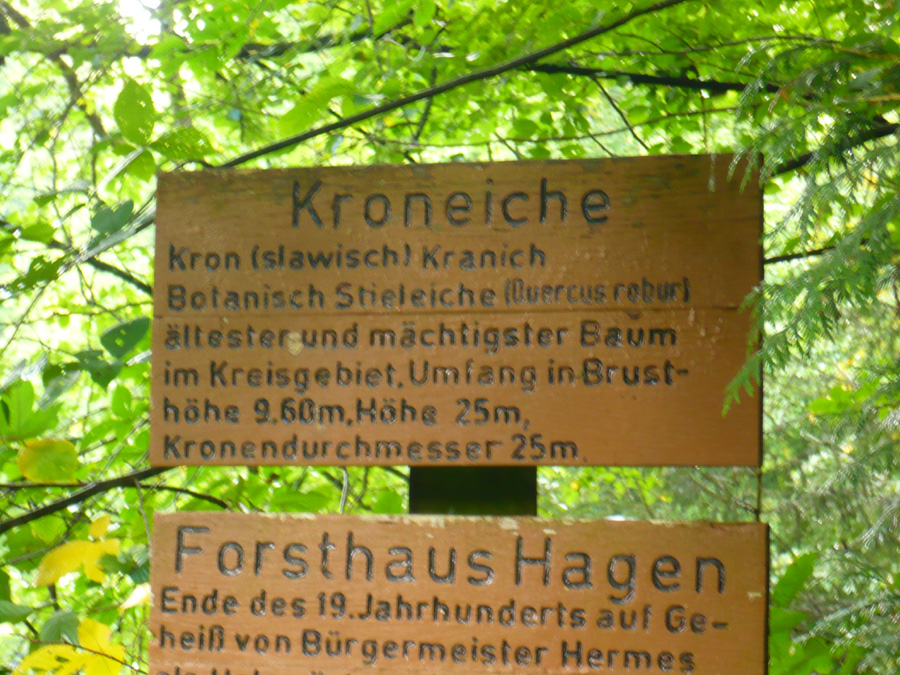 Kroneiche
Kron (slawisch) Kranich
Botanisch Stieleiche (Quercus robur)
ältester und mächtigster Baum
im Kreisgebiet, Umfang in Brust-
höhe 9.60m, Höhe 25m,
Kronendurchmesser 25m.
Forsthaus Hagen
Ende des 19. Jahrhunderts auf Ge-
heiß von Bürgermeister Hermes